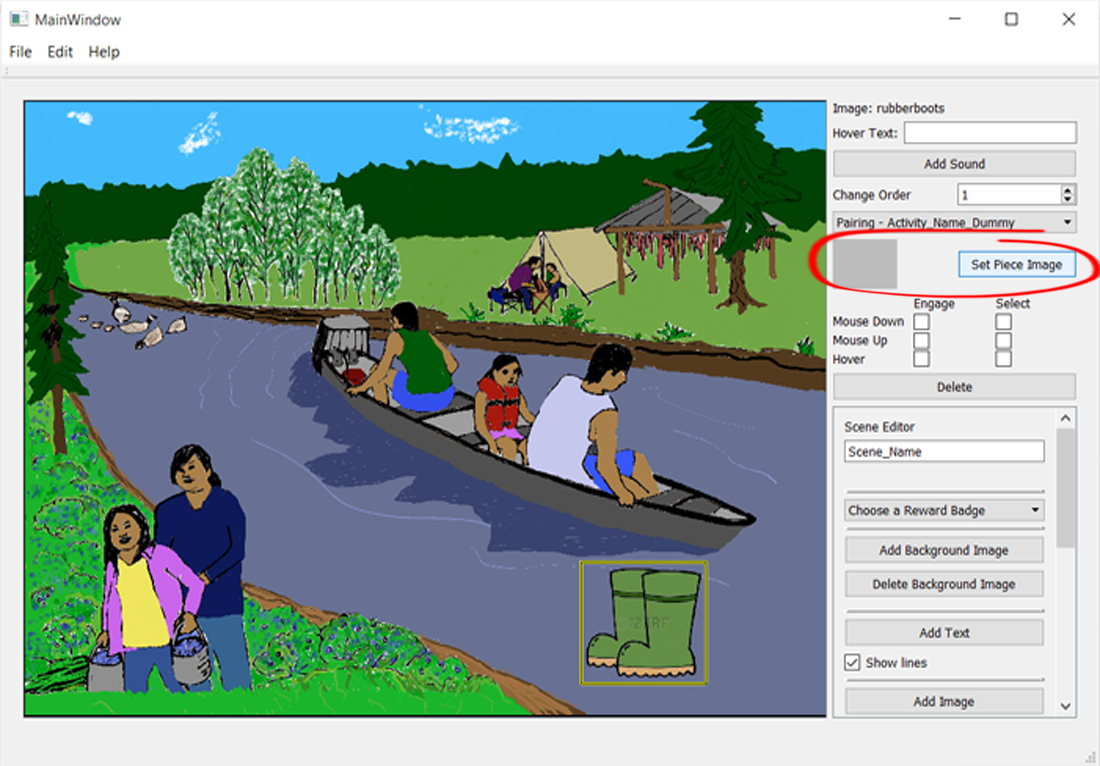 MainWindow
File Edit Help
Image: rubberboots
Hover Text:
Add Sound
Change Order 1
Pairing - Activity_Name_Dummy
Set Piece Image
Engage Select
Mouse Down
Mouse Up
Hover
Delete
Scene Editor
Scene_Name
Choose a Reward Badge
Add Background Image
Delete Background Image
Add Text
Show lines
Add Image